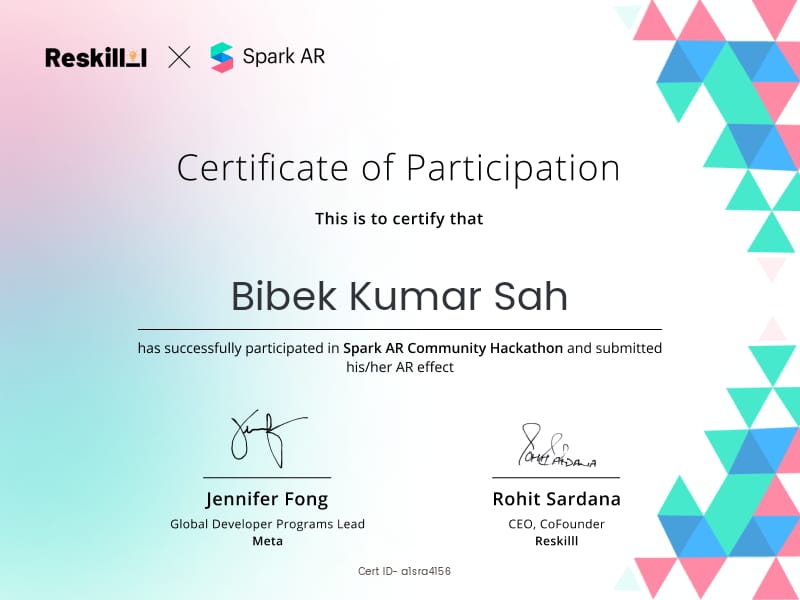 Reskilll × Spark AR
Certificate of Participation
This is to certify that
Bibek Kumar Sah
has successfully participated in Spark AR Community Hackathon and submitted
his/her AR effect
Jennifer Fong
Global Developer Programs Lead
Meta
Rohit Sardana
CEO, CoFounder
Reskilll
Cert ID- a1sra4156